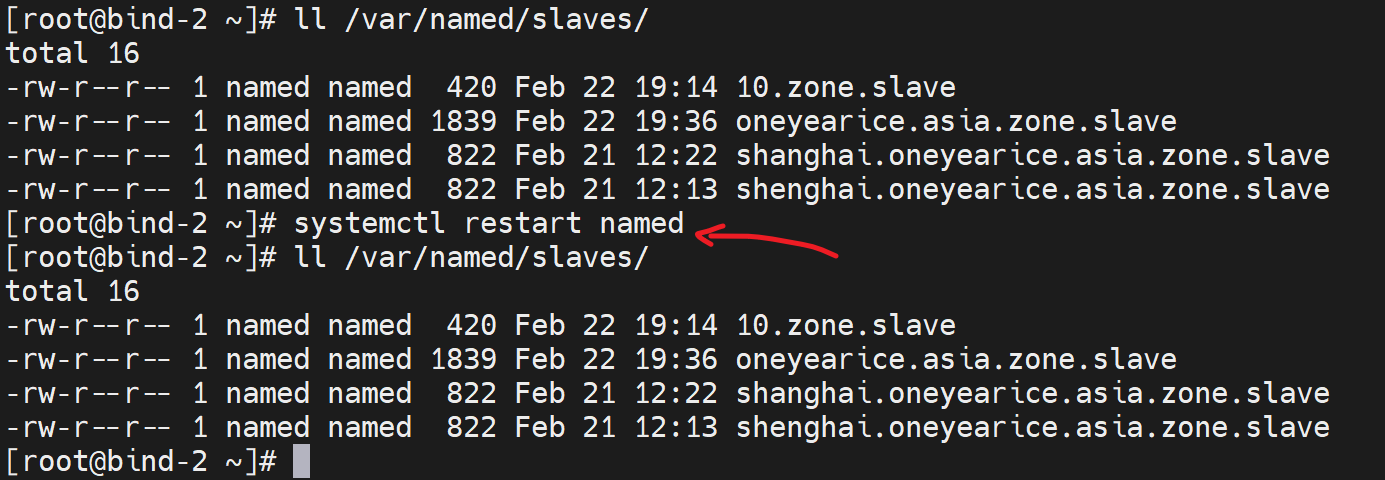 [root@bind-2 ~]# ll /var/named/slaves/
total 16
-rw-r--r-- 1 named named  420 Feb 22 19:14 10.zone.slave
-rw-r--r-- 1 named named 1839 Feb 22 19:36 oneyearice.asia.zone.slave
-rw-r--r-- 1 named named  822 Feb 21 12:22 shanghai.oneyearice.asia.zone.slave
-rw-r--r-- 1 named named  822 Feb 21 12:13 shenghai.oneyearice.asia.zone.slave
[root@bind-2 ~]# systemctl restart named
[root@bind-2 ~]# ll /var/named/slaves/
total 16
-rw-r--r-- 1 named named  420 Feb 22 19:14 10.zone.slave
-rw-r--r-- 1 named named 1839 Feb 22 19:36 oneyearice.asia.zone.slave
-rw-r--r-- 1 named named  822 Feb 21 12:22 shanghai.oneyearice.asia.zone.slave
-rw-r--r-- 1 named named  822 Feb 21 12:13 shenghai.oneyearice.asia.zone.slave
[root@bind-2 ~]#